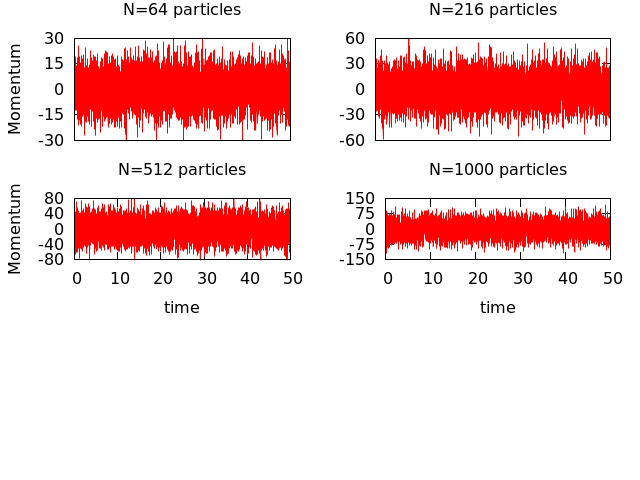 N=64 particles
Momentum
30
15
0
-15
-30
N=216 particles
60
30
0
-30
-60
N=512 particles
Momentum
80
40
0
-40
-80
0 10 20 30 40 50
time
N=1000 particles
150
75
0
-75
-150
0 10 20 30 40 50
time